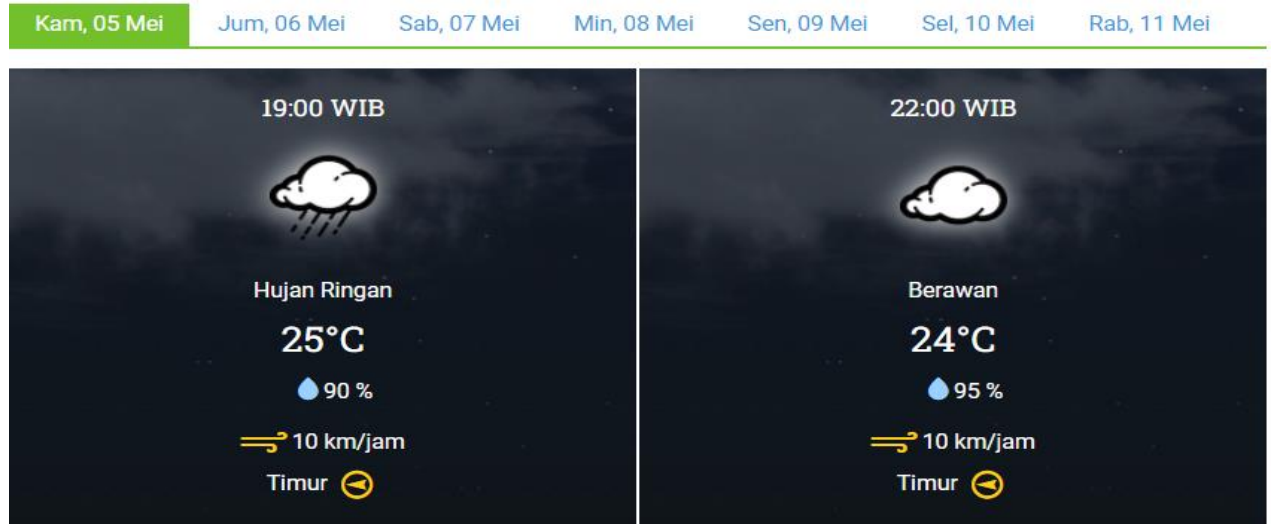 Kam, 05 Mei Jum, 06 Mei Sab, 07 Mei Min, 08 Mei Sen, 09 Mei Sel, 10 Mei Rab, 11 Mei
19:00 WIB
Hujan Ringan
25°C
90 %
10 km/jam
Timur
22:00 WIB
Berawan
24°C
95 %
10 km/jam
Timur